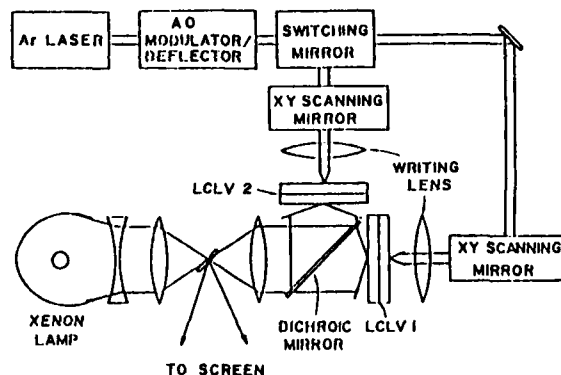 Ar LASER
AO
MODULATOR/
DEFLECTOR
SWITCHING
MIRROR
XY SCANNING
MIRROR
WRITING
LENS
LCLV 2
XY SCANNING
MIRROR
XENON
LAMP
DICHROIC
MIRROR
LCLV 1
TO SCREEN